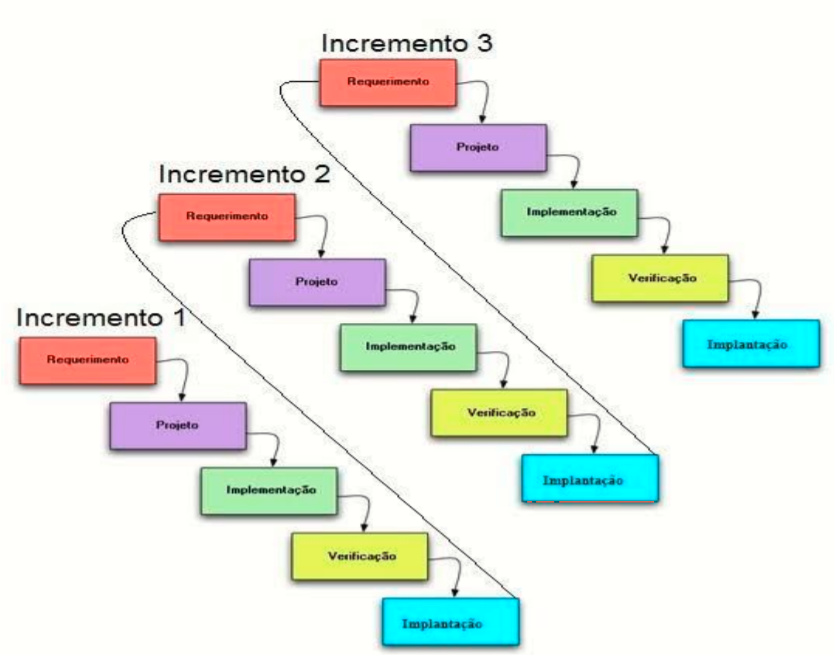 Incremento 3
Requerimento
Projeto
Implementação
Verificação
Implantação
Incremento 2
Requerimento
Projeto
Implementação
Verificação
Implantação
Incremento 1
Requerimento
Projeto
Implementação
Verificação
Implantação